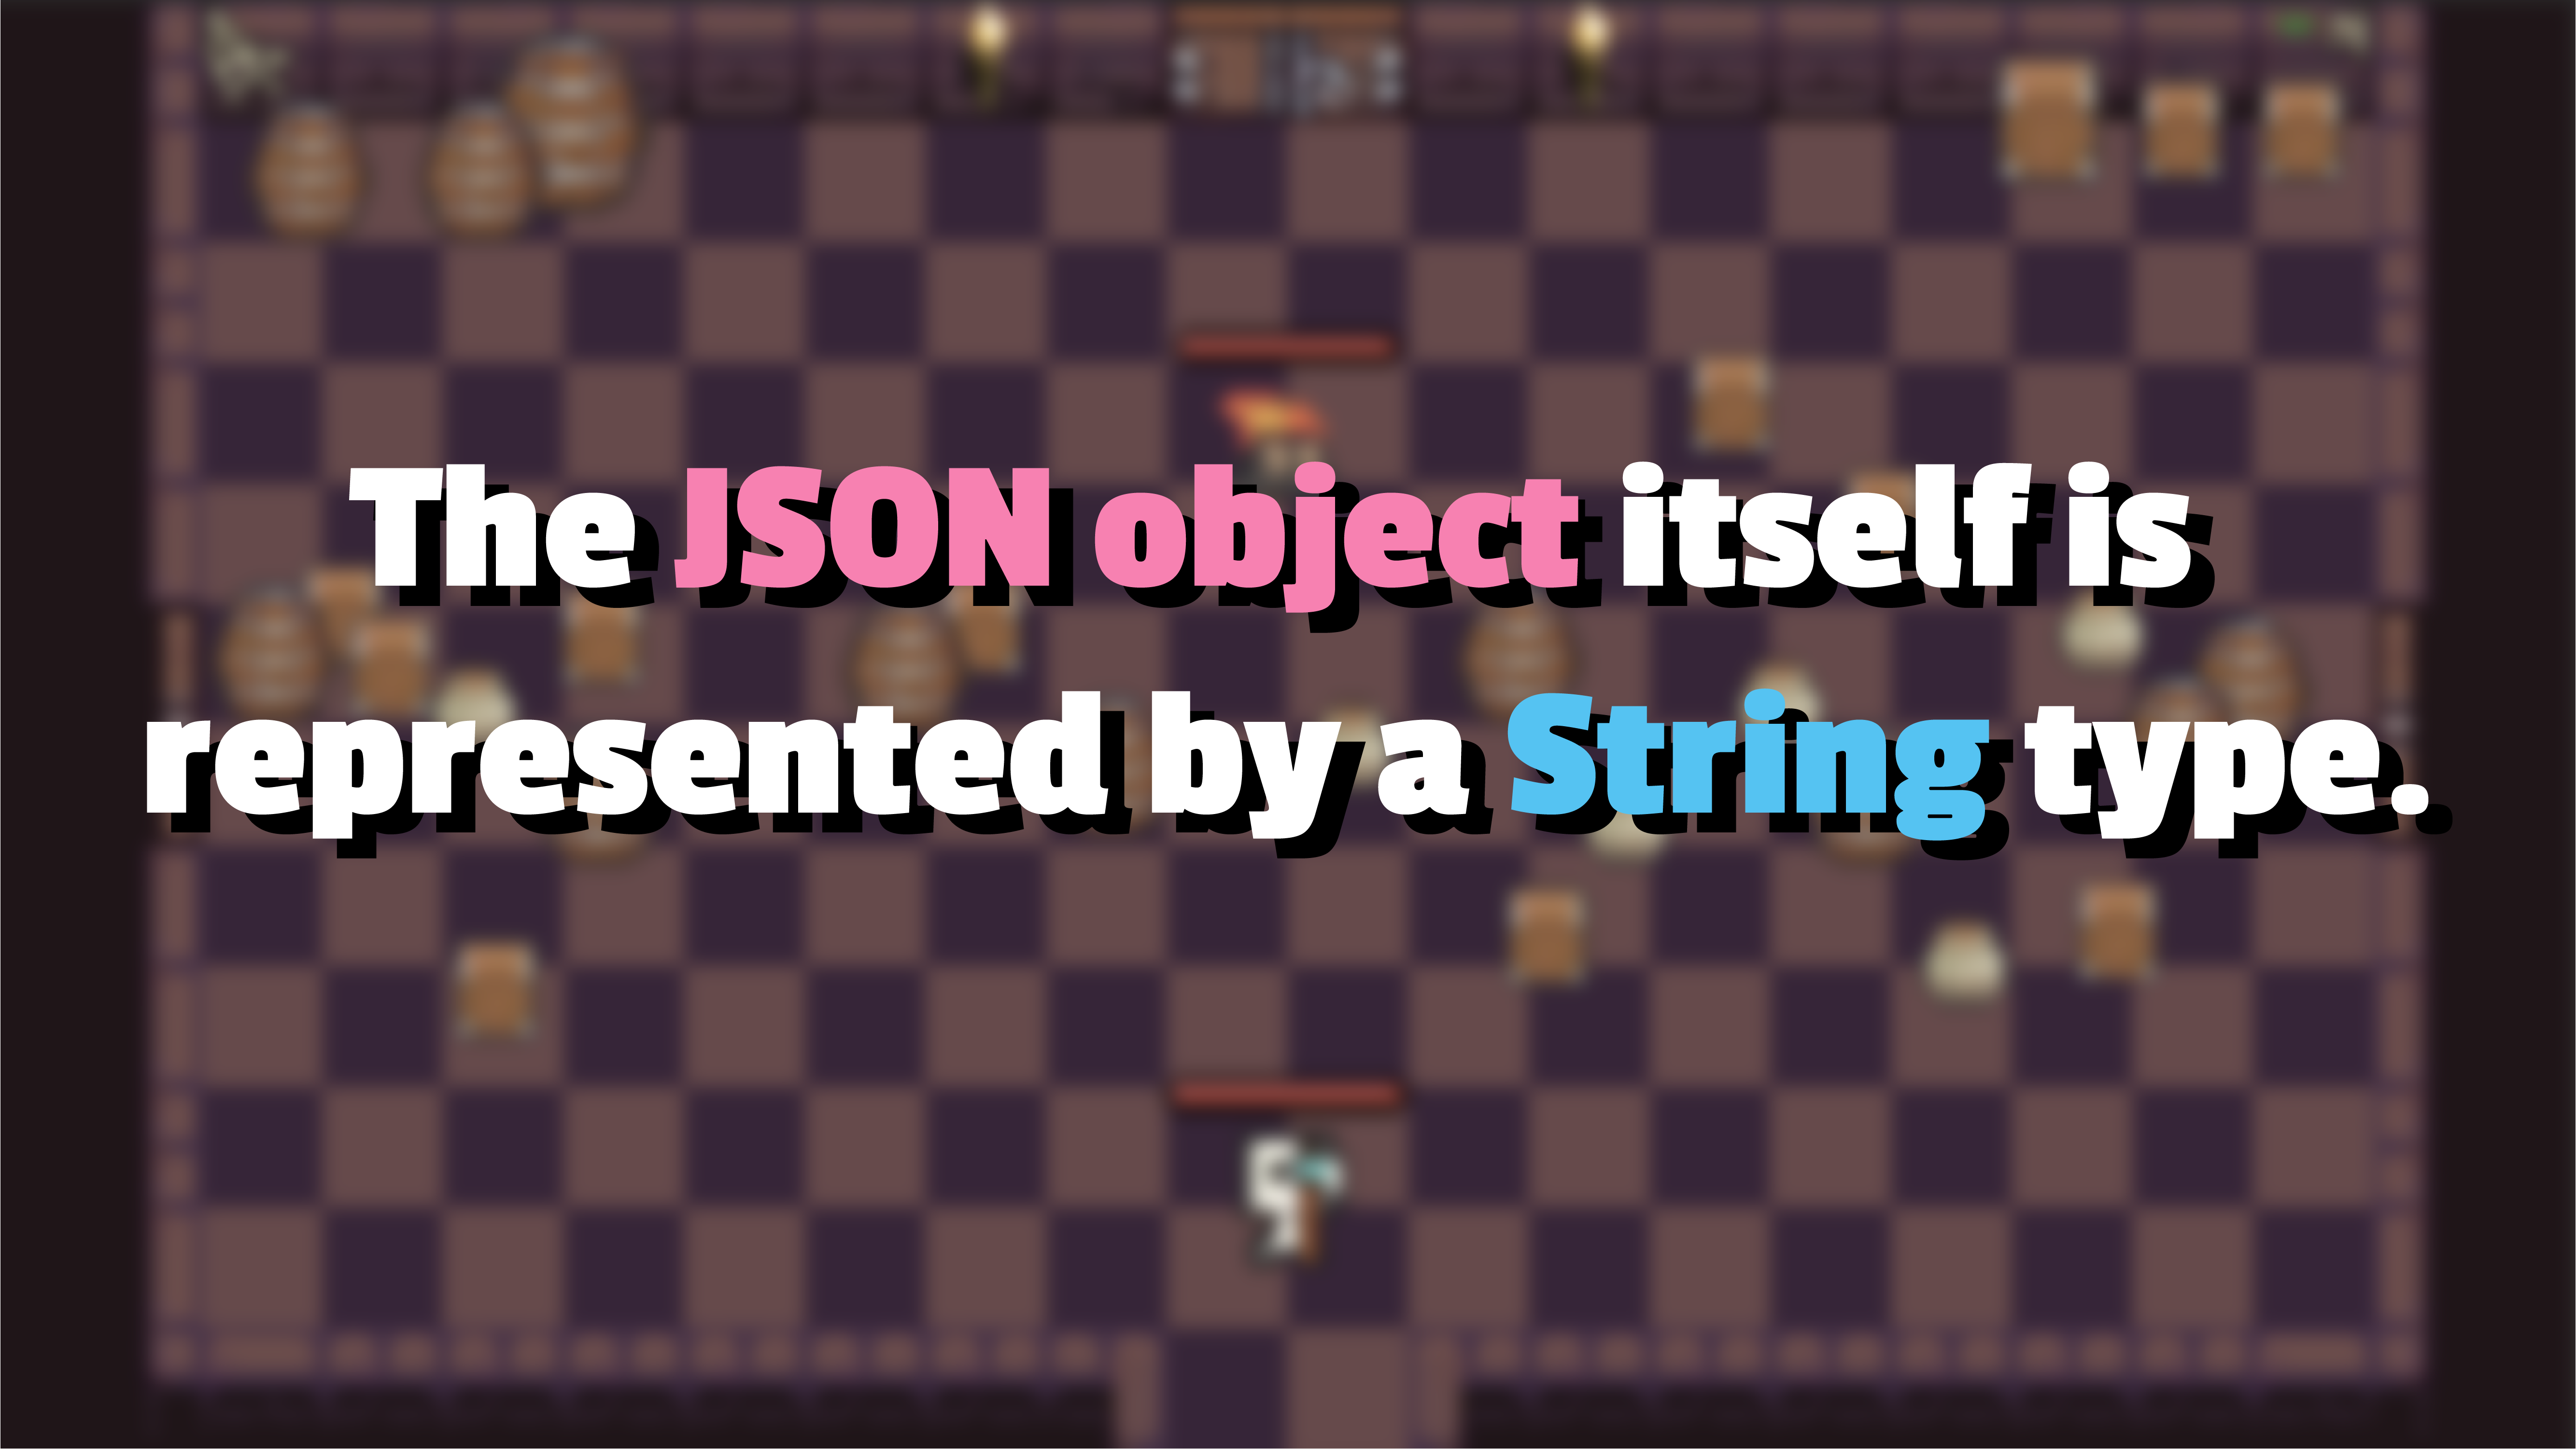 The JSON object itself is
represented by a String type.